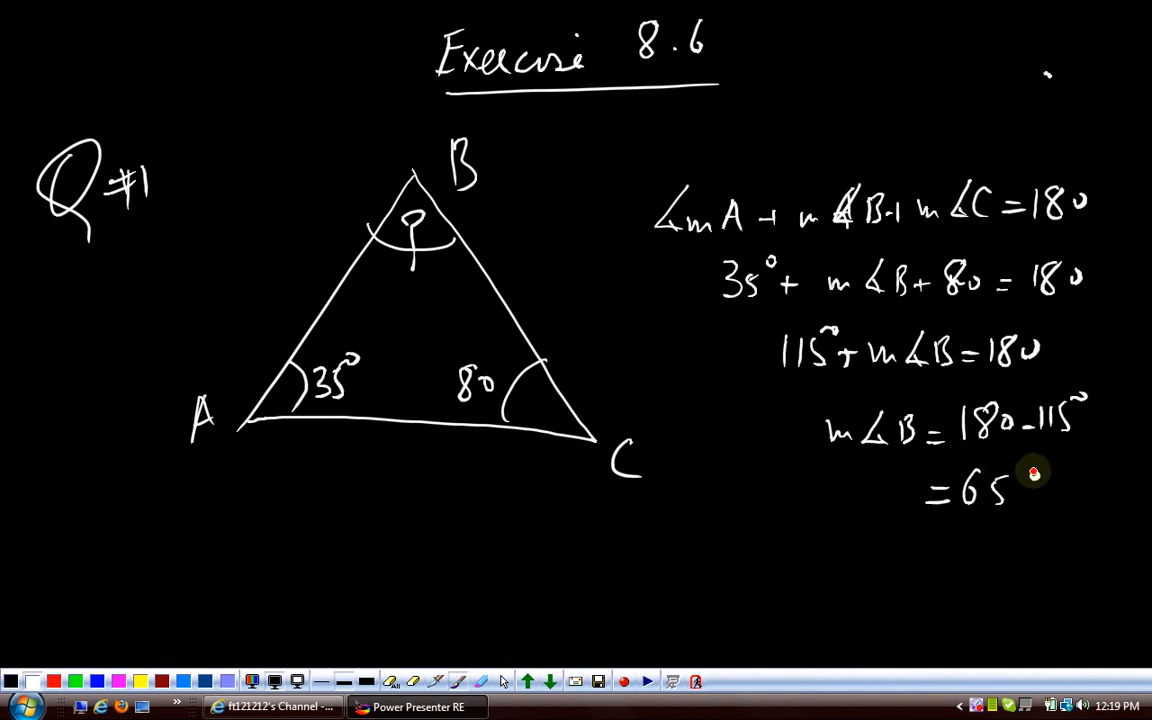 Exercise 8.6
Q #1
B
?
35°
80
A
C
∡mA + m∡B + m∡C = 180
35° + m∡B + 80 = 180
115° + m∡B = 180
m∡B = 180 - 115°
= 65
ft121212's Channel -...
Power Presenter RE
12:19 PM